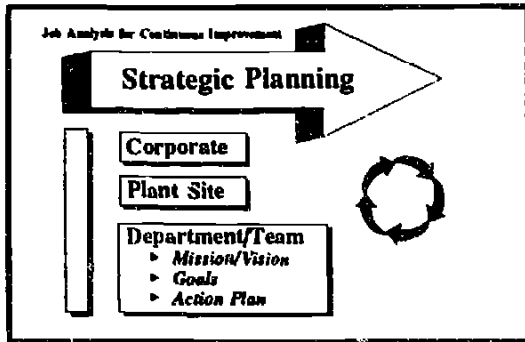 Job Analysis for Continuous Improvement
Strategic Planning
Corporate
Plant Site
Department/Team
▸ Mission/Vision
▸ Goals
▸ Action Plan